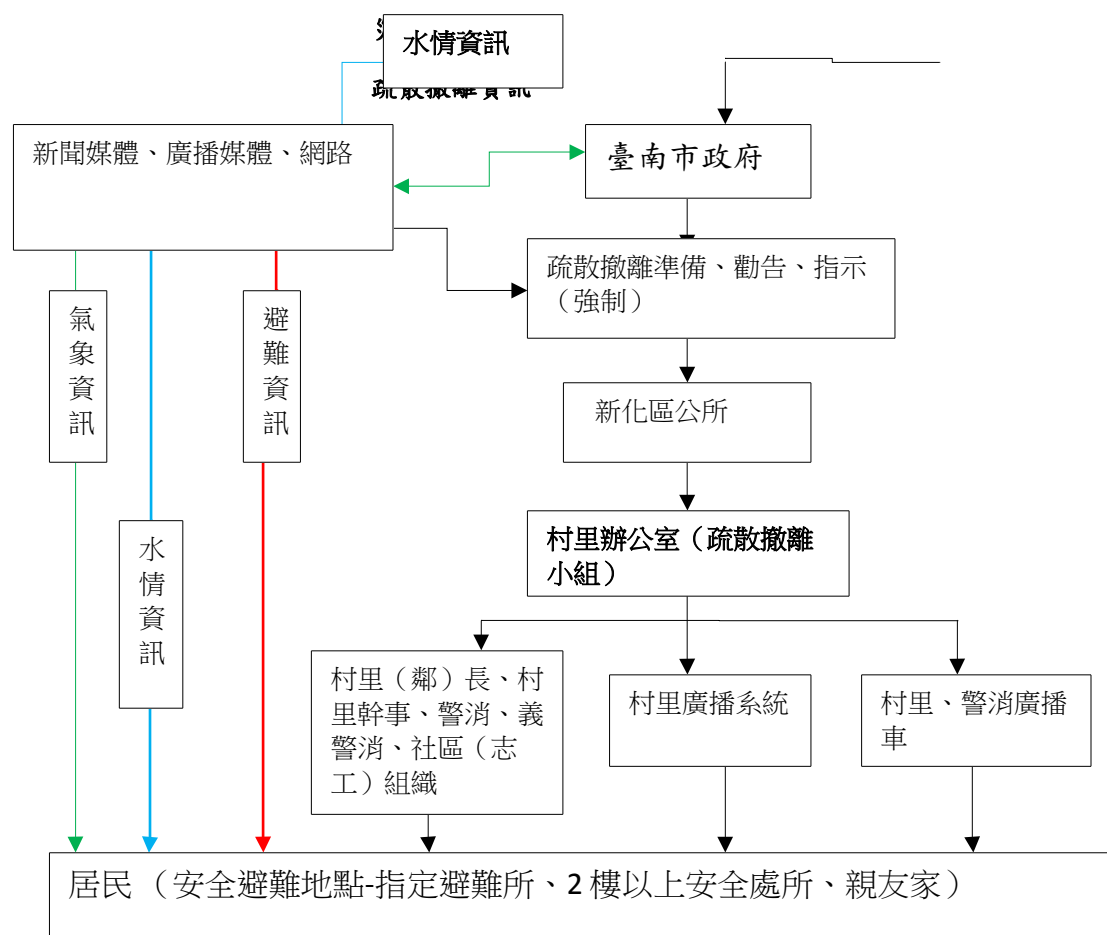 水情資訊
疏散撤離資訊
新聞媒體、廣播媒體、網路
臺南市政府
疏散撤離準備、勸告、指示
（強制）
氣象資訊
避難資訊
新化區公所
水情資訊
村里辦公室（疏散撤離
小組）
村里（鄰）長、村
里幹事、警消、義
警消、社區（志
工）組織
村里廣播系統
村里、警消廣播
車
居民 （安全避難地點-指定避難所、2 樓以上安全處所、親友家）